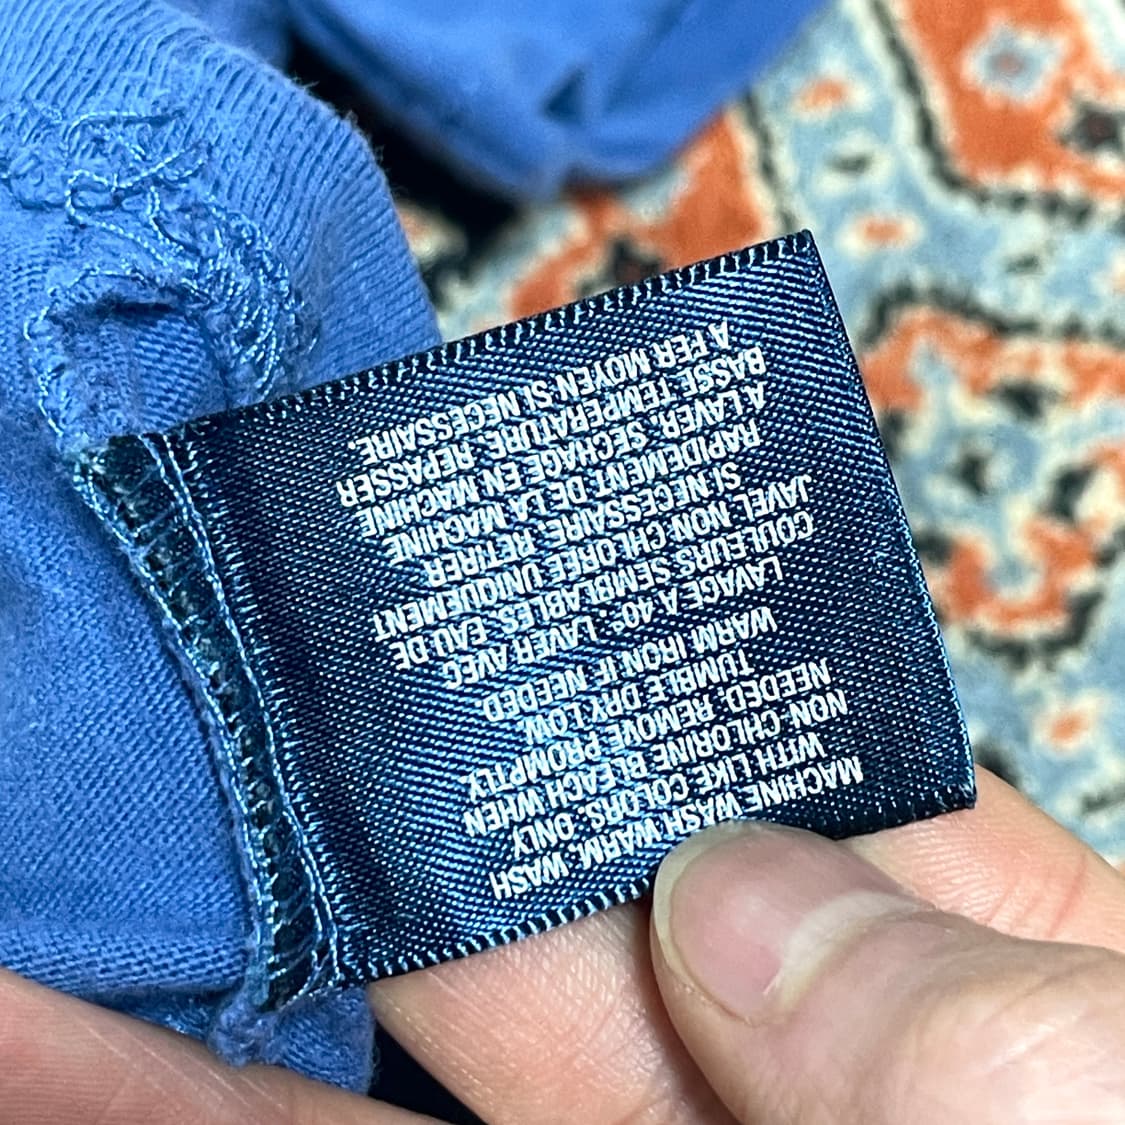 MACHINE WASH WARM, WASH
WITH LIKE COLORS. ONLY
NON-CHLORINE BLEACH WHEN
NEEDED. REMOVE PROMPTLY.
TUMBLE DRY LOW.
WARM IRON IF NEEDED.
LAVAGE A 40°. LAVER AVEC
COULEURS SEMBLABLES. EAU DE
JAVEL NON CHLOREE UNIQUEMENT
SI NECESSAIRE. RETIRER
RAPIDEMENT DE LA MACHINE
A LAVER. SECHAGE EN MACHINE
BASSE TEMPERATURE. REPASSER
A FER MOYEN SI NECESSAIRE.